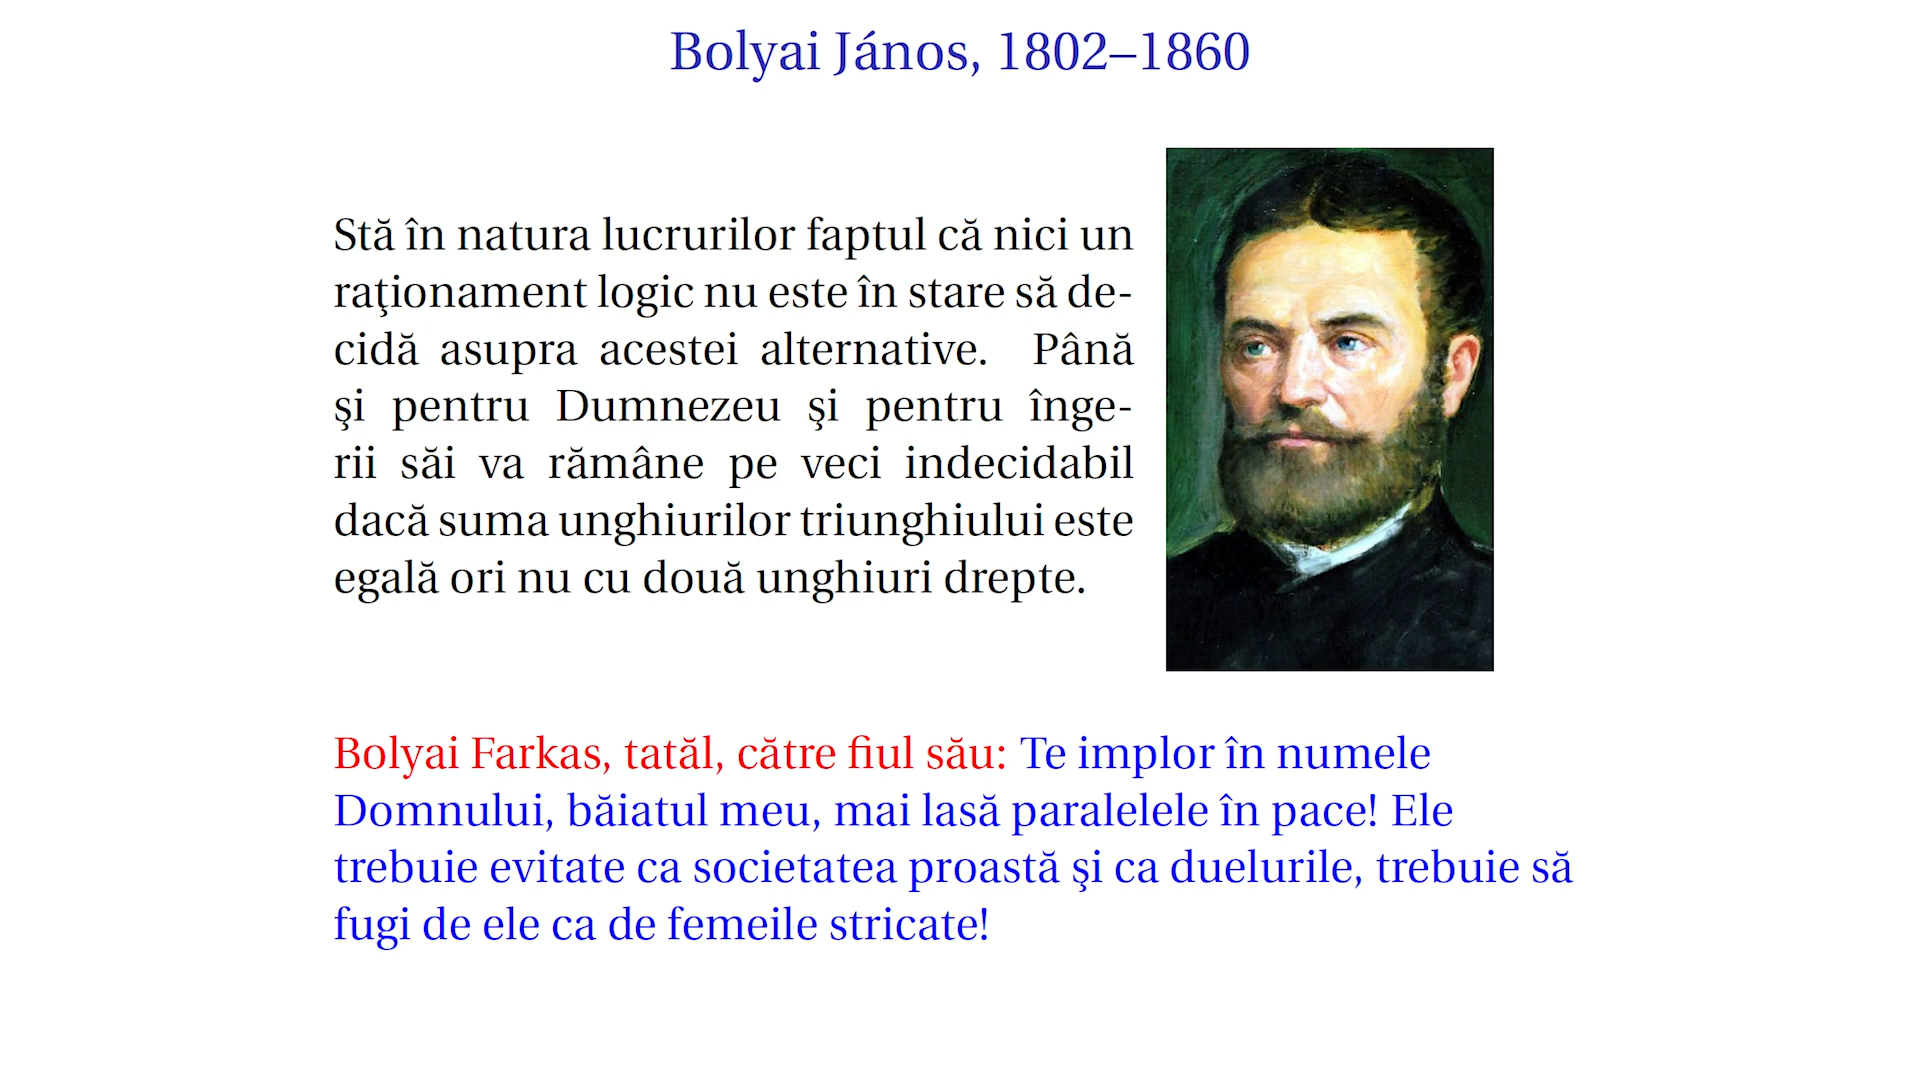 Bolyai János, 1802–1860
Stă în natura lucrurilor faptul că nici un
raţionament logic nu este în stare să de-
cidă asupra acestei alternative. Până
şi pentru Dumnezeu şi pentru înge-
rii săi va rămâne pe veci indecidabil
dacă suma unghiurilor triunghiului este
egală ori nu cu două unghiuri drepte.
Bolyai Farkas, tatăl, către fiul său: Te implor în numele
Domnului, băiatul meu, mai lasă paralelele în pace! Ele
trebuie evitate ca societatea proastă şi ca duelurile, trebuie să
fugi de ele ca de femeile stricate!